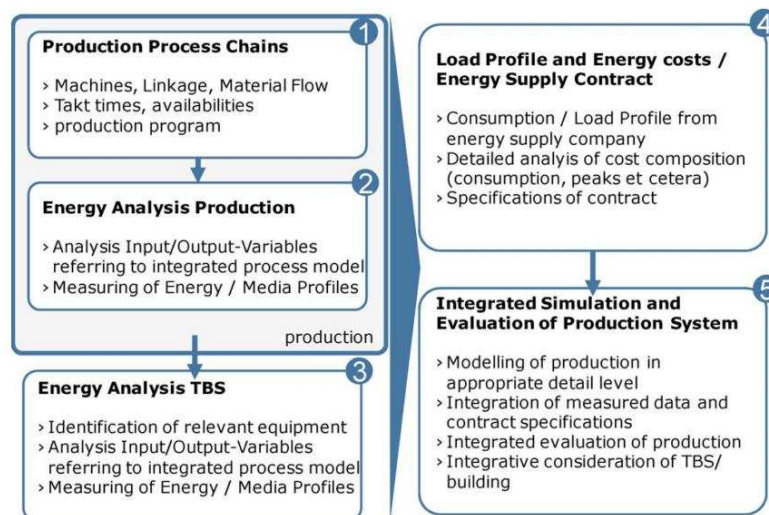 1
Production Process Chains
› Machines, Linkage, Material Flow
› Takt times, availabilities
› production program
2
Energy Analysis Production
› Analysis Input/Output-Variables
referring to integrated process model
› Measuring of Energy / Media Profiles
production
3
Energy Analysis TBS
› Identification of relevant equipment
› Analysis Input/Output-Variables
referring to integrated process model
› Measuring of Energy / Media Profiles
4
Load Profile and Energy costs /
Energy Supply Contract
› Consumption / Load Profile from
energy supply company
› Detailed analyis of cost composition
(consumption, peaks et cetera)
› Specifications of contract
5
Integrated Simulation and
Evaluation of Production System
› Modelling of production in
appropriate detail level
› Integration of measured data and
contract specifications
› Integrated evaluation of production
› Integrative consideration of TBS/
building